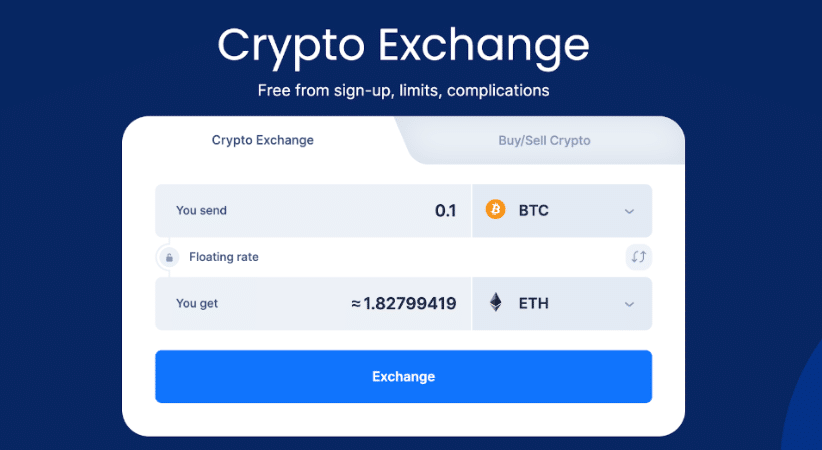 Crypto Exchange
Free from sign-up, limits, complications
Crypto Exchange
Buy/Sell Crypto
You send 0.1 BTC
Floating rate
You get ≈1.82799419 ETH
Exchange